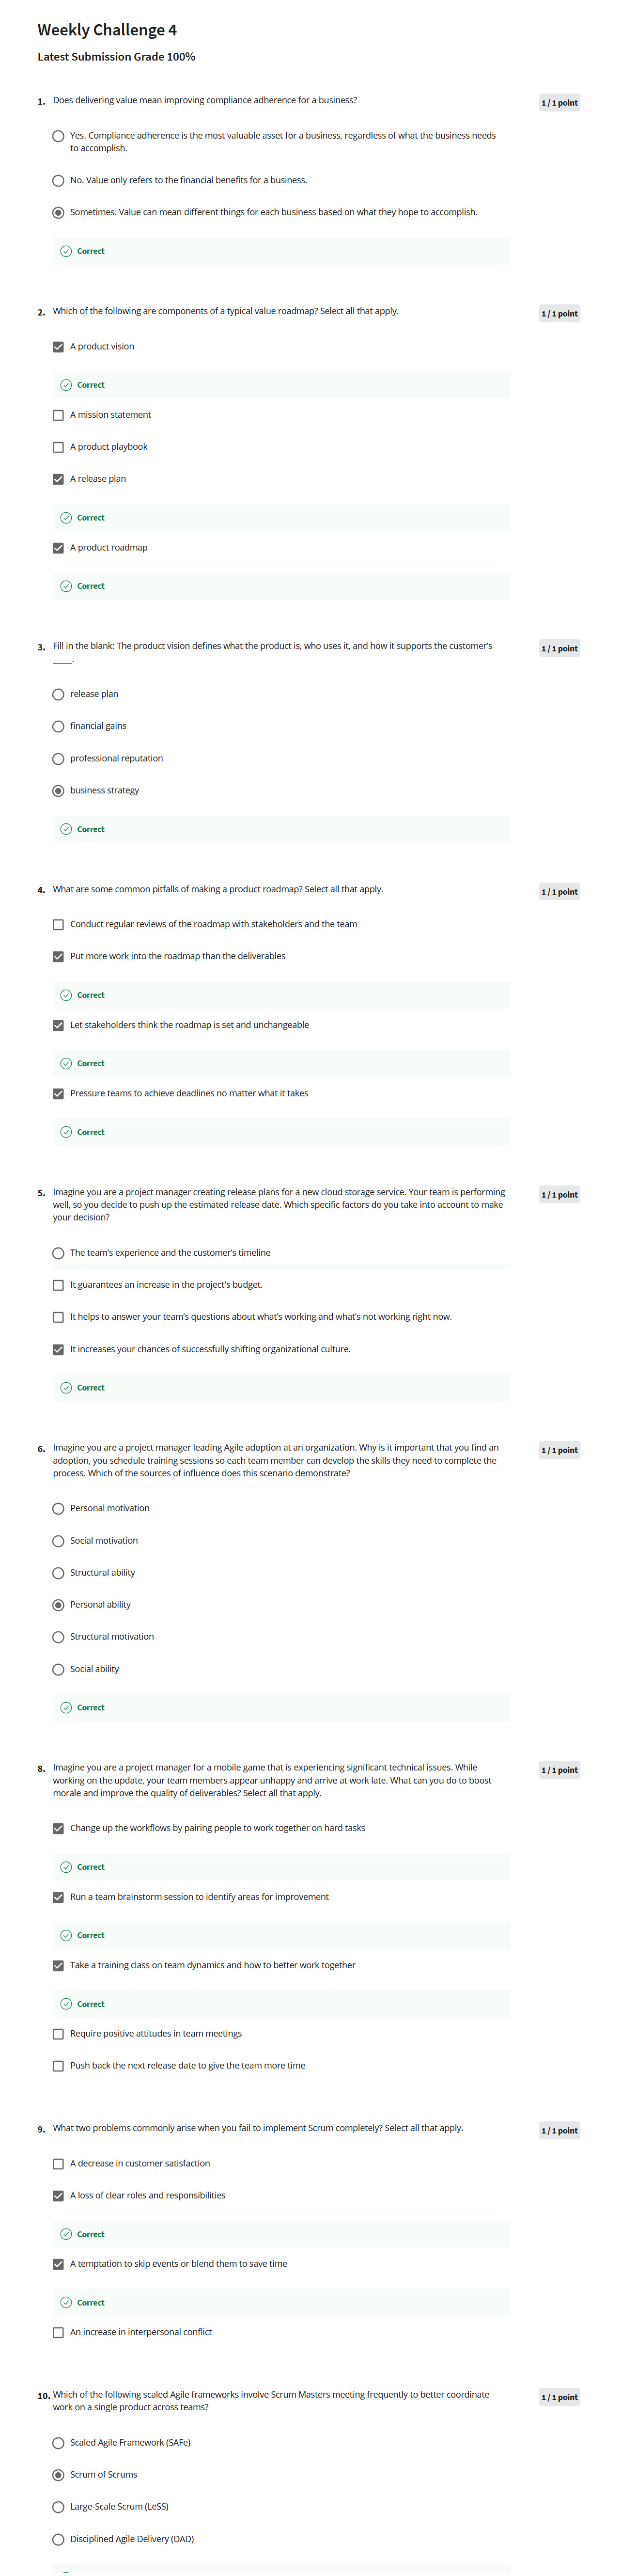 Weekly Challenge 4
Latest Submission Grade 100%
1. Does delivering value mean improving compliance adherence for a business?
1 / 1 point
Yes. Compliance adherence is the most valuable asset for a business, regardless of what the business needs
to accomplish.
No. Value only refers to the financial benefits for a business.
Sometimes. Value can mean different things for each business based on what they hope to accomplish.
Correct
2. Which of the following are components of a typical value roadmap? Select all that apply.
1 / 1 point
A product vision
Correct
A mission statement
A product playbook
A release plan
Correct
A product roadmap
Correct
3. Fill in the blank: The product vision defines what the product is, who uses it, and how it supports the customer's
_____.
1 / 1 point
release plan
financial gains
professional reputation
business strategy
Correct
4. What are some common pitfalls of making a product roadmap? Select all that apply.
1 / 1 point
Conduct regular reviews of the roadmap with stakeholders and the team
Put more work into the roadmap than the deliverables
Correct
Let stakeholders think the roadmap is set and unchangeable
Correct
Pressure teams to achieve deadlines no matter what it takes
Correct
5. Imagine you are a project manager creating release plans for a new cloud storage service. Your team is performing
well, so you decide to push up the estimated release date. Which specific factors do you take into account to make
your decision?
1 / 1 point
The team's experience and the customer's timeline
It guarantees an increase in the project's budget.
It helps to answer your team's questions about what's working and what's not working right now.
It increases your chances of successfully shifting organizational culture.
Correct
6. Imagine you are a project manager leading Agile adoption at an organization. Why is it important that you find an
adoption, you schedule training sessions so each team member can develop the skills they need to complete the
process. Which of the sources of influence does this scenario demonstrate?
1 / 1 point
Personal motivation
Social motivation
Structural ability
Personal ability
Structural motivation
Social ability
Correct
8. Imagine you are a project manager for a mobile game that is experiencing significant technical issues. While
working on the update, your team members appear unhappy and arrive at work late. What can you do to boost
morale and improve the quality of deliverables? Select all that apply.
1 / 1 point
Change up the workflows by pairing people to work together on hard tasks
Correct
Run a team brainstorm session to identify areas for improvement
Correct
Take a training class on team dynamics and how to better work together
Correct
Require positive attitudes in team meetings
Push back the next release date to give the team more time
9. What two problems commonly arise when you fail to implement Scrum completely? Select all that apply.
1 / 1 point
A decrease in customer satisfaction
A loss of clear roles and responsibilities
Correct
A temptation to skip events or blend them to save time
Correct
An increase in interpersonal conflict
10. Which of the following scaled Agile frameworks involve Scrum Masters meeting frequently to better coordinate
work on a single product across teams?
1 / 1 point
Scaled Agile Framework (SAFe)
Scrum of Scrums
Large-Scale Scrum (LeSS)
Disciplined Agile Delivery (DAD)